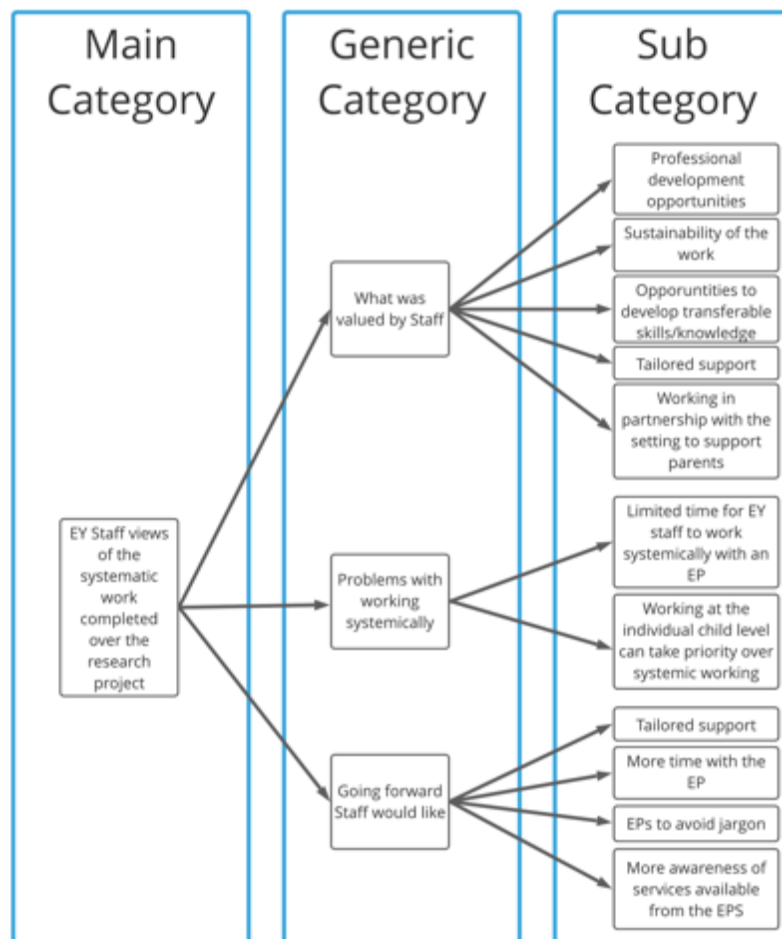 Main
Category
Generic
Category
Sub
Category
EY Staff views
of the
systematic
work
completed
over the
research
project
What was
valued by Staff
Problems with
working
systemically
Going forward
Staff would like
Professional
development
opportunities
Sustainability of the
work
Opporuntities to
develop transferable
skills/knowledge
Tailored support
Working in
partnership with the
setting to support
parents
Limited time for EY
staff to work
systemically with an
EP
Working at the
individual child level
can take priority over
systemic working
Tailored support
More time with the
EP
EPs to avoid jargon
More awareness of
services available
from the EPS